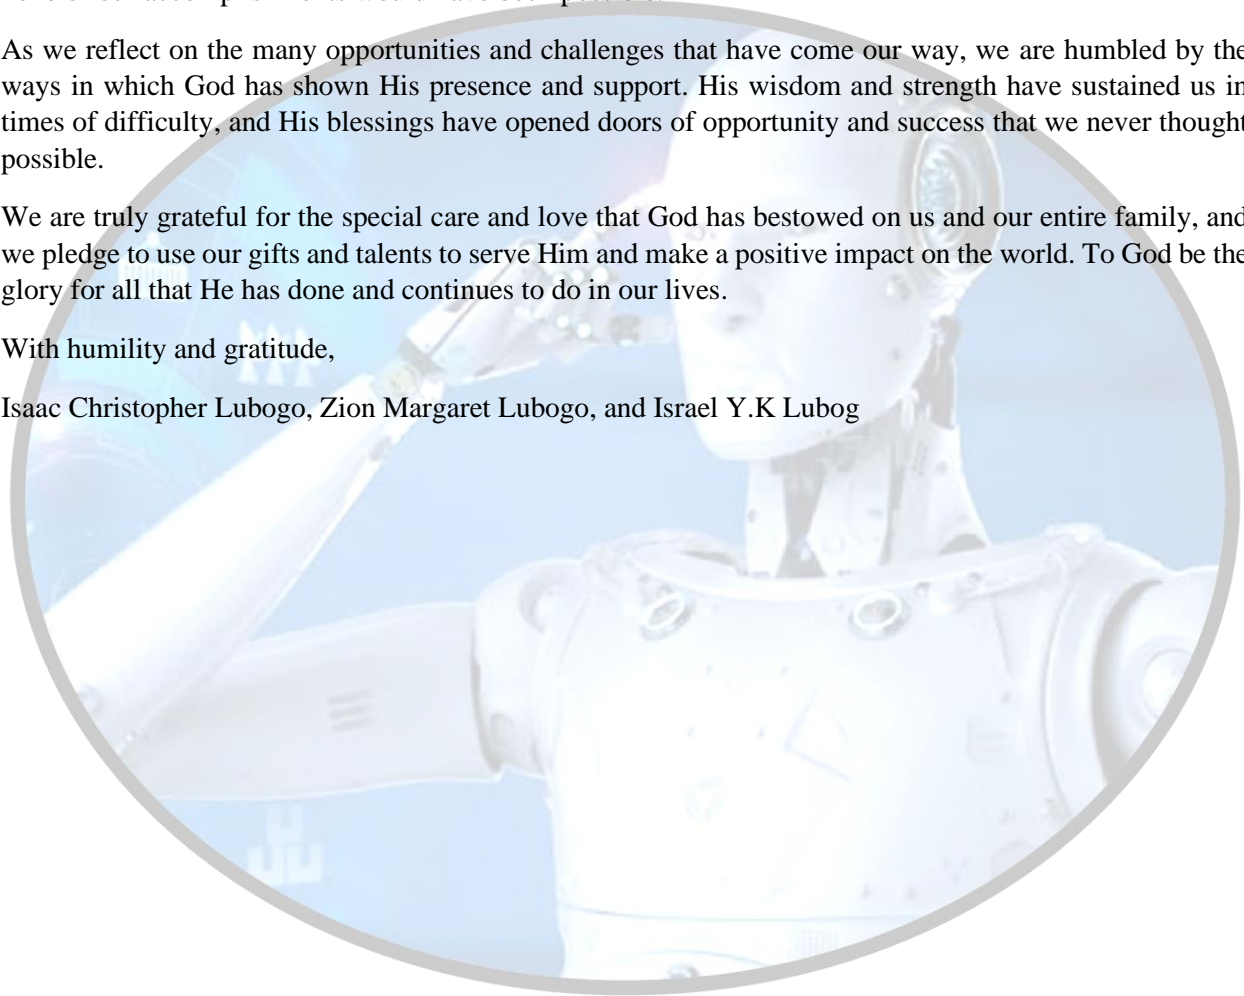 As we reflect on the many opportunities and challenges that have come our way, we are humbled by the
ways in which God has shown His presence and support. His wisdom and strength have sustained us in
times of difficulty, and His blessings have opened doors of opportunity and success that we never thought
possible.
We are truly grateful for the special care and love that God has bestowed on us and our entire family, and
we pledge to use our gifts and talents to serve Him and make a positive impact on the world. To God be the
glory for all that He has done and continues to do in our lives.
With humility and gratitude,
Isaac Christopher Lubogo, Zion Margaret Lubogo, and Israel Y.K Lubog